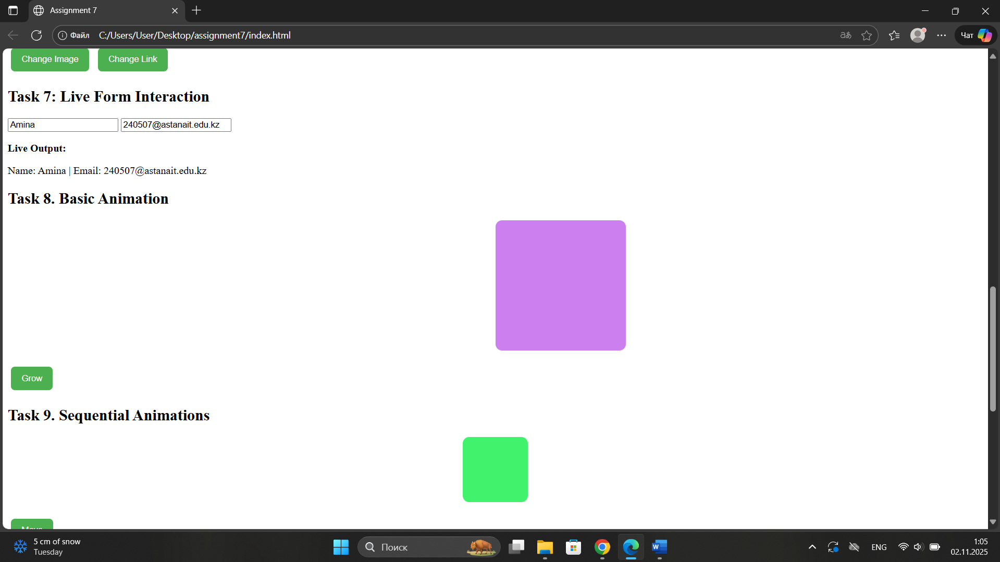 Assignment 7
Файл C:/Users/User/Desktop/assignment7/index.html
Чат
Change Image Change Link
Task 7: Live Form Interaction
Amina 240507@astanait.edu.kz
Live Output:
Name: Amina | Email: 240507@astanait.edu.kz
Task 8. Basic Animation
Grow
Task 9. Sequential Animations
Move
5 cm of snow
Tuesday
Поиск
ENG
1:05
02.11.2025